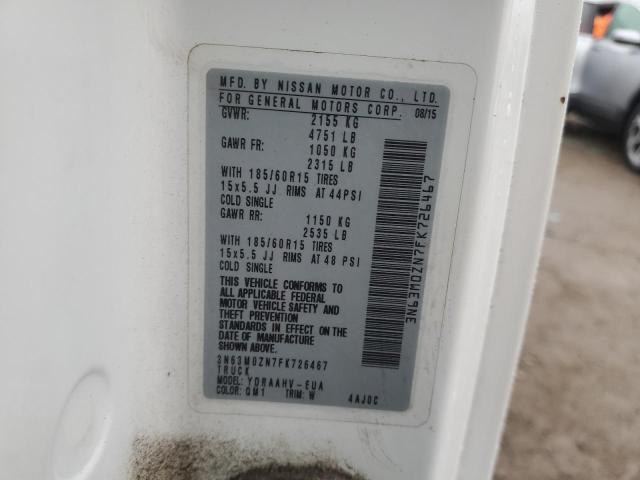 MFD. BY NISSAN MOTOR CO., LTD.
FOR GENERAL MOTORS CORP. 08/15
GVWR: 2155 KG
4751 LB
GAWR FR: 1050 KG
2315 LB
WITH 185/60R15 TIRES
15x5.5 JJ RIMS AT 44PSI
COLD SINGLE
GAWR RR: 1150 KG
2535 LB
WITH 185/60R15 TIRES
15x5.5 JJ RIMS AT 48 PSI
COLD SINGLE
THIS VEHICLE CONFORMS TO
ALL APPLICABLE FEDERAL
MOTOR VEHICLE SAFETY AND
THEFT PREVENTION
STANDARDS IN EFFECT ON THE
DATE OF MANUFACTURE
SHOWN ABOVE.
3N63M0ZN7FK726467
TRUCK
MODEL: YDRAAHV-EUA
COLOR: QM1 TRIM: W 4AJ0C
3N63M0ZN7FK726467